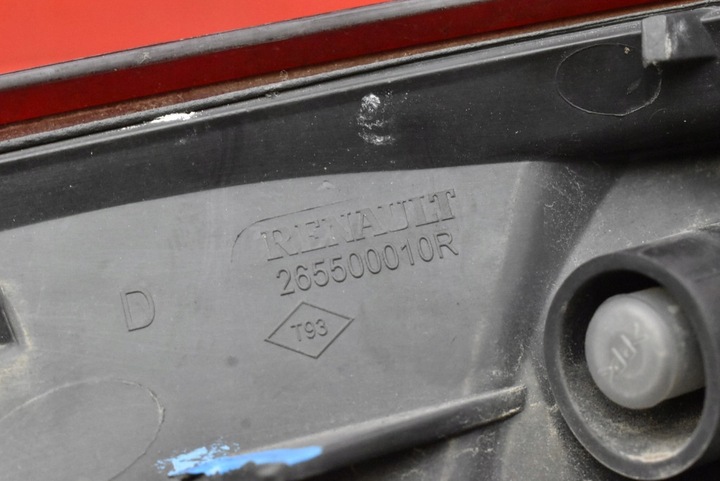 RENAULT
265500010R
D
T93